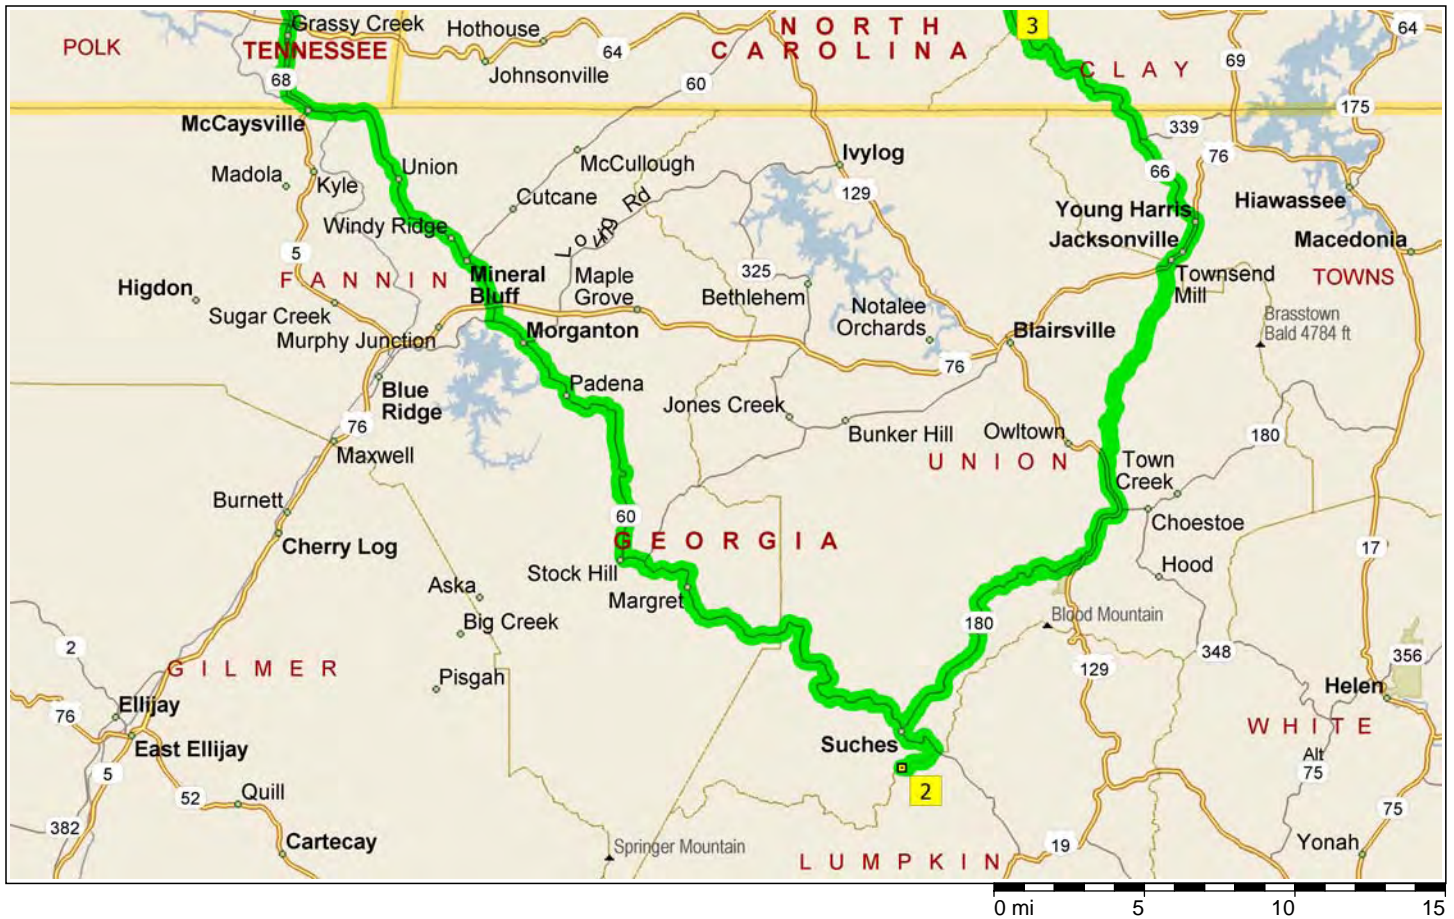 Grassy Creek
Hothouse
NORTH
CAROLINA
3
64
POLK
TENNESSEE
64
Johnsonville
CLAY
69
68
60
McCaysville
175
339
Madola
Kyle
Union
McCullough
Ivylog
76
66
Cutcane
129
Long Rd
Hiawassee
Windy Ridge
Young Harris
Jacksonville
Macedonia
5
FANNIN
Mineral
Bluff
Maple
Grove
325
Bethlehem
Townsend
Mill
TOWNS
Higdon
Sugar Creek
Notalee
Orchards
Brasstown
Bald 4784 ft
Murphy Junction
Morganton
Blairsville
76
Blue
Ridge
Padena
Jones Creek
76
Bunker Hill
Owltown
180
Maxwell
UNION
Town
Creek
Burnett
60
Choestoe
Cherry Log
GEORGIA
17
Stock Hill
Hood
Aska
Margret
Big Creek
180
Blood Mountain
2
348
356
GILMER
129
Pisgah
Helen
Ellijay
76
WHITE
East Ellijay
Suches
Alt
75
5
2
52
Quill
75
382
Cartecay
Springer Mountain
LUMPKIN
19
Yonah
0 mi 5 10 15